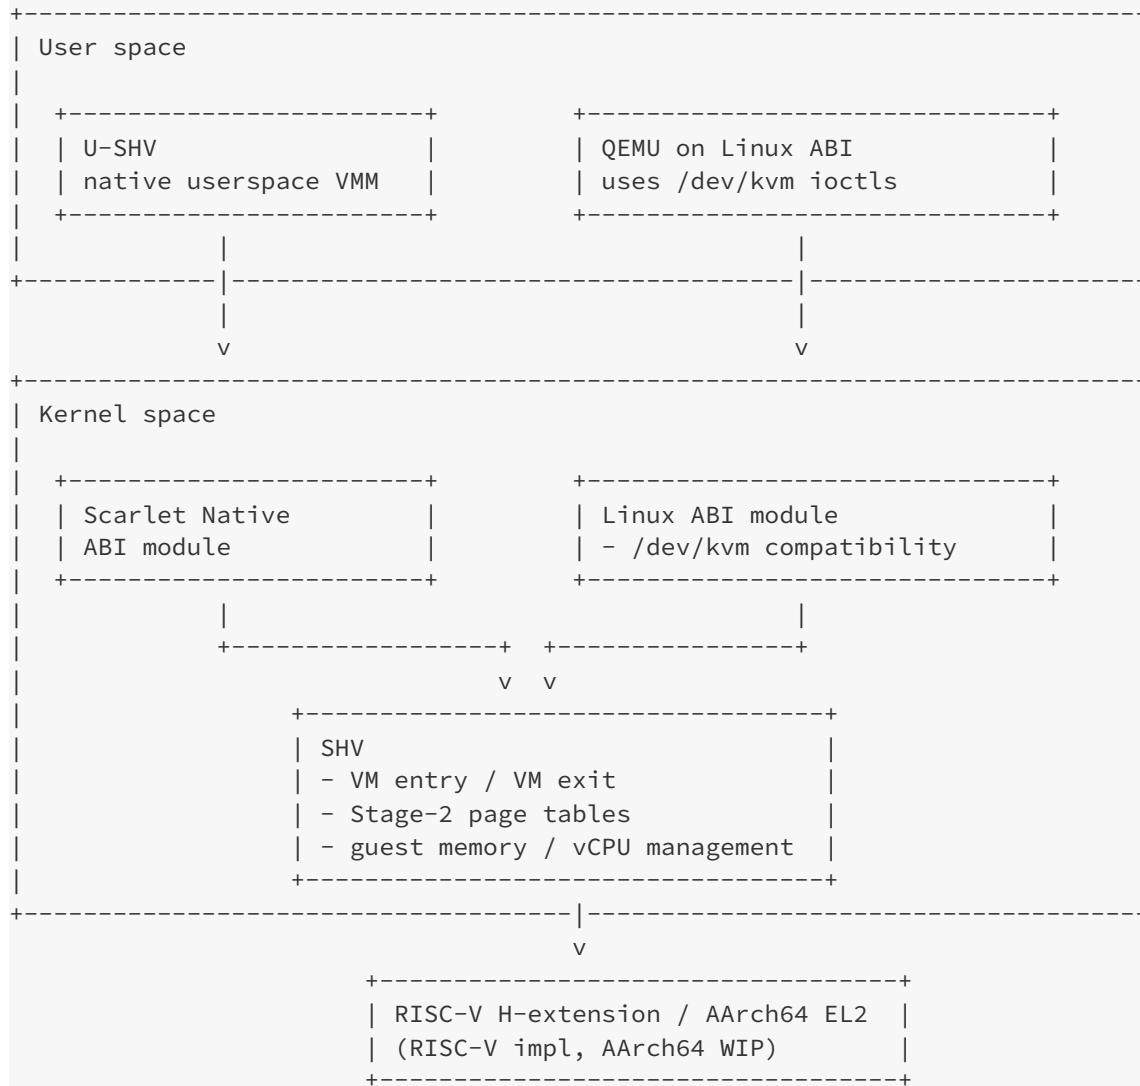 User space
U-SHV
native userspace VMM
QEMU on Linux ABI
uses /dev/kvm ioctls
Kernel space
Scarlet Native
ABI module
Linux ABI module
- /dev/kvm compatibility
SHV
- VM entry / VM exit
- Stage-2 page tables
- guest memory / vCPU management
RISC-V H-extension / AArch64 EL2
(RISC-V impl, AArch64 WIP)